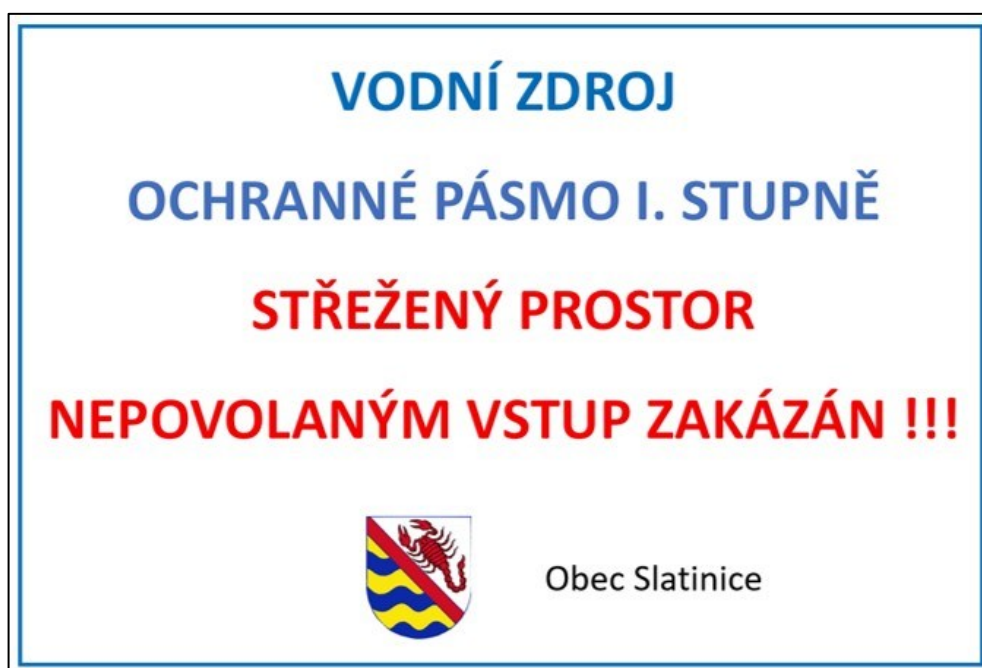 VODNÍ ZDROJ
OCHRANNÉ PÁSMO I. STUPNĚ
STŘEŽENÝ PROSTOR
NEPOVOLANÝM VSTUP ZAKÁZÁN !!!
Obec Slatinice